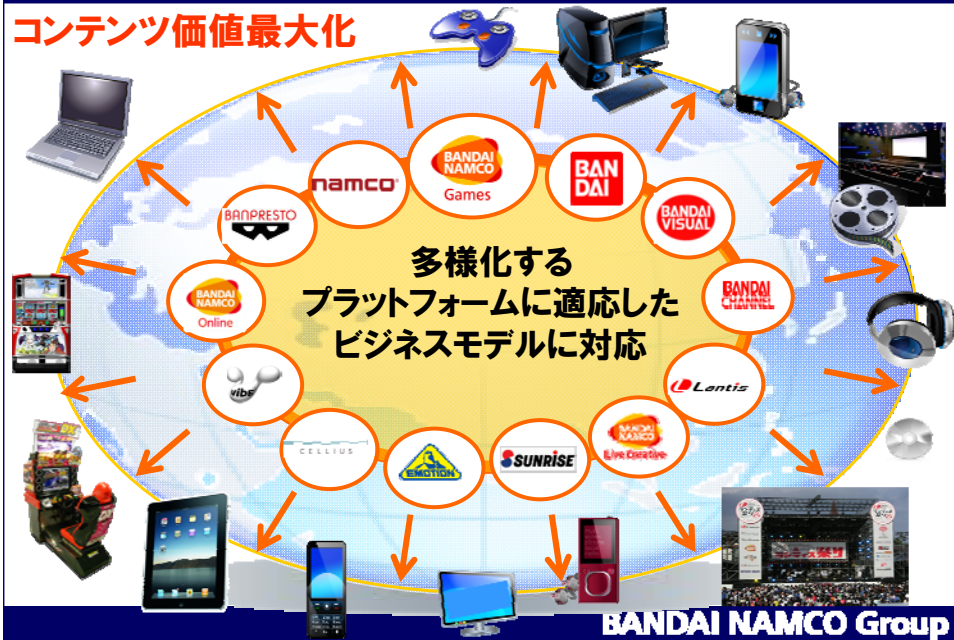 コンテンツ価値最大化
BANDAI
NAMCO
Games
BAN
DAI
BANDAI
VISUAL
BANDAI
CHANNEL
Lantis
BANDAI
NAMCO
Live Creative
SUNRISE
EMOTION
CELLIUS
ViBE
BANDAI
NAMCO
Online
BANPRESTO
namco
多様化する
プラットフォームに適応した
ビジネスモデルに対応
BANDAI NAMCO Group